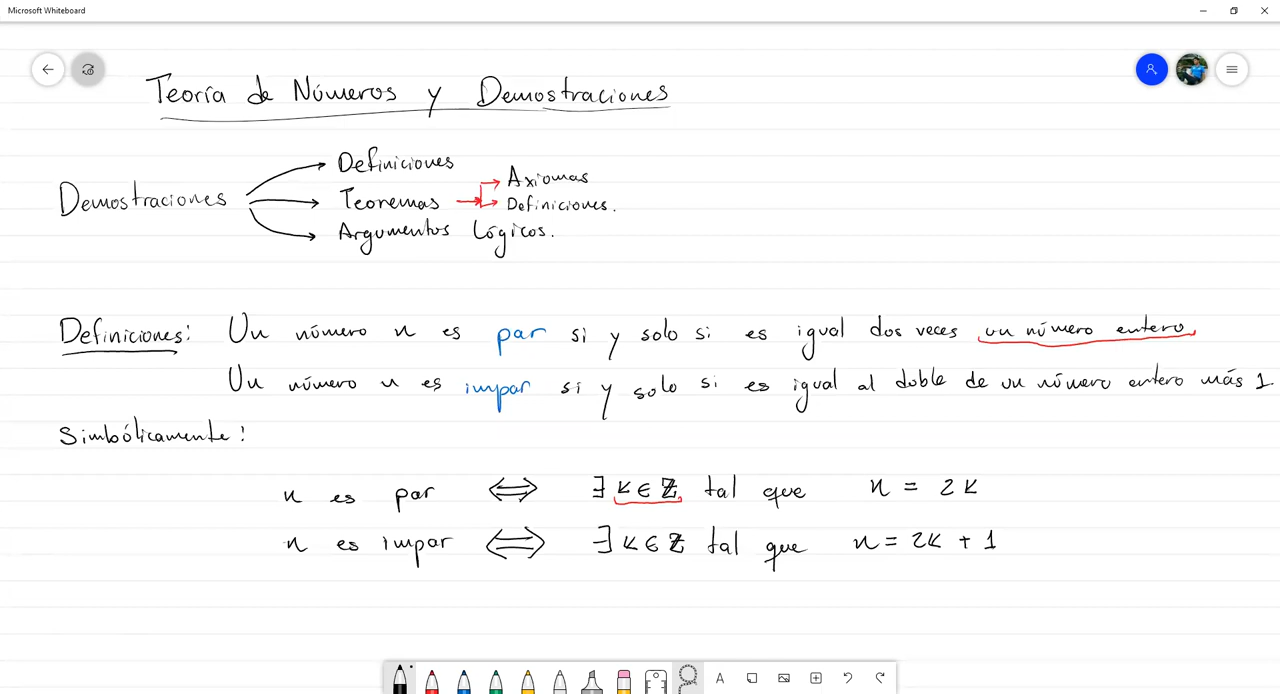 Microsoft Whiteboard
Teoría de Números y Demostraciones
Definiciones
Axiomas
Demostraciones
Teoremas
Definiciones.
Argumentos Lógicos.
Definiciones: Un número n es par si y solo si es igual dos veces un número entero
Un número n es impar si y solo si es igual al doble de un número entero más 1
Simbólicamente:
n es par ⟺ ∃ k ∈ ℤ tal que n = 2k
n es impar ⟺ ∃ k ∈ ℤ tal que n = 2k + 1
A